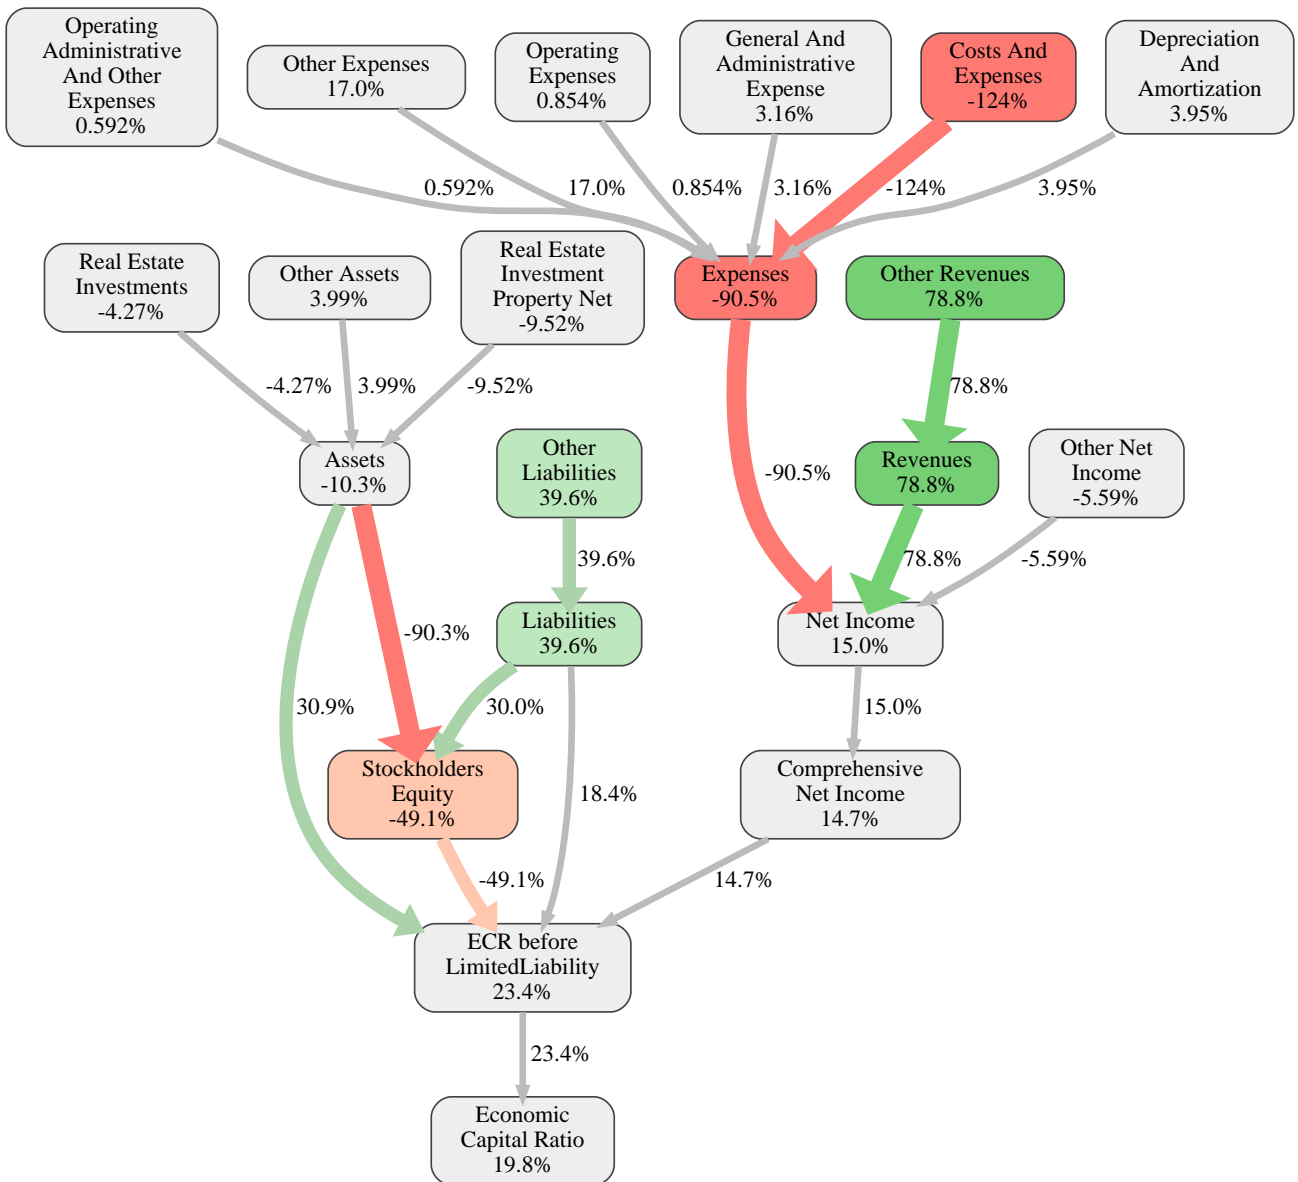 Operating
Administrative
And Other
Expenses
0.592%
Other Expenses
17.0%
Operating
Expenses
0.854%
General And
Administrative
Expense
3.16%
Costs And
Expenses
-124%
Depreciation
And
Amortization
3.95%
0.592%
17.0%
0.854%
3.16%
-124%
3.95%
Real Estate
Investments
-4.27%
Other Assets
3.99%
Real Estate
Investment
Property Net
-9.52%
Expenses
-90.5%
Other Revenues
78.8%
-4.27%
3.99%
-9.52%
78.8%
Assets
-10.3%
Other
Liabilities
39.6%
-90.5%
Revenues
78.8%
Other Net
Income
-5.59%
39.6%
78.8%
-5.59%
Liabilities
39.6%
Net Income
15.0%
-90.3%
30.9%
30.0%
15.0%
Stockholders
Equity
-49.1%
18.4%
Comprehensive
Net Income
14.7%
-49.1%
14.7%
ECR before
LimitedLiability
23.4%
23.4%
Economic
Capital Ratio
19.8%